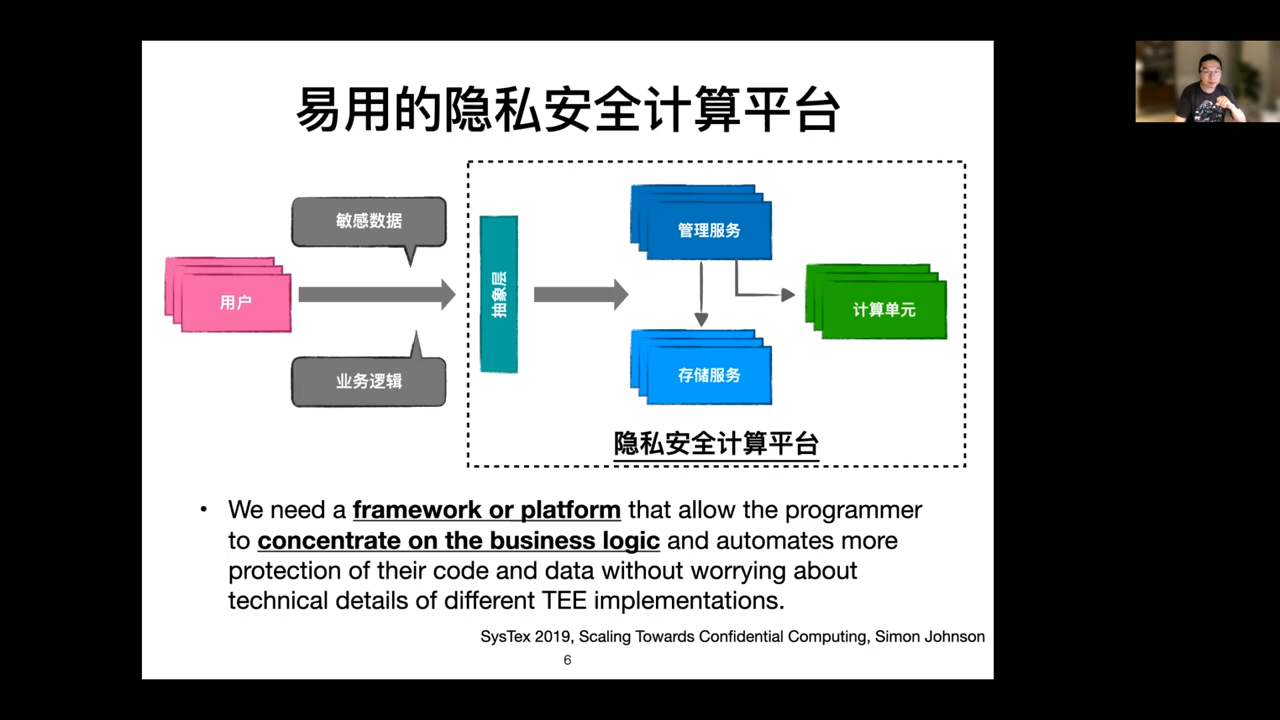 易用的隐私安全计算平台
敏感数据
管理服务
用户
抽象层
计算单元
业务逻辑
存储服务
隐私安全计算平台
• We need a framework or platform that allow the programmer
to concentrate on the business logic and automates more
protection of their code and data without worrying about
technical details of different TEE implementations.
SysTex 2019, Scaling Towards Confidential Computing, Simon Johnson
6